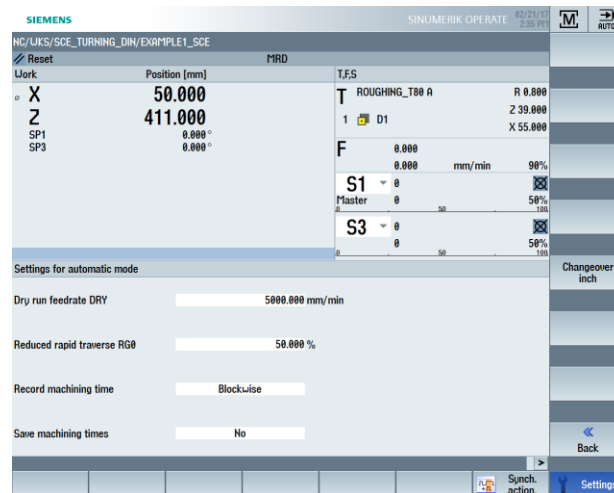 SIEMENS
SINUMERIK OPERATE
02/21/17
2:35 PM
M
AUTO
NC/WKS/SCE_TURNING_DIN/EXAMPLE1_SCE
Reset
MRD
Work
Position [mm]
T,F,S
X
50.000
Z
411.000
SP1
0.000 °
SP3
0.000 °
T
ROUGHING_T80 A
R 0.800
Z 39.000
1
D1
X 55.000
F
0.000
0.000
mm/min
90%
S1
0
Master
0
50%
0
50
100
S3
0
0
50%
0
50
100
Changeover
inch
Settings for automatic mode
Dry run feedrate DRY
5000.000 mm/min
Reduced rapid traverse RG0
50.000 %
Record machining time
Blockwise
Save machining times
No
«
Back
>
Synch.
action.
Settings